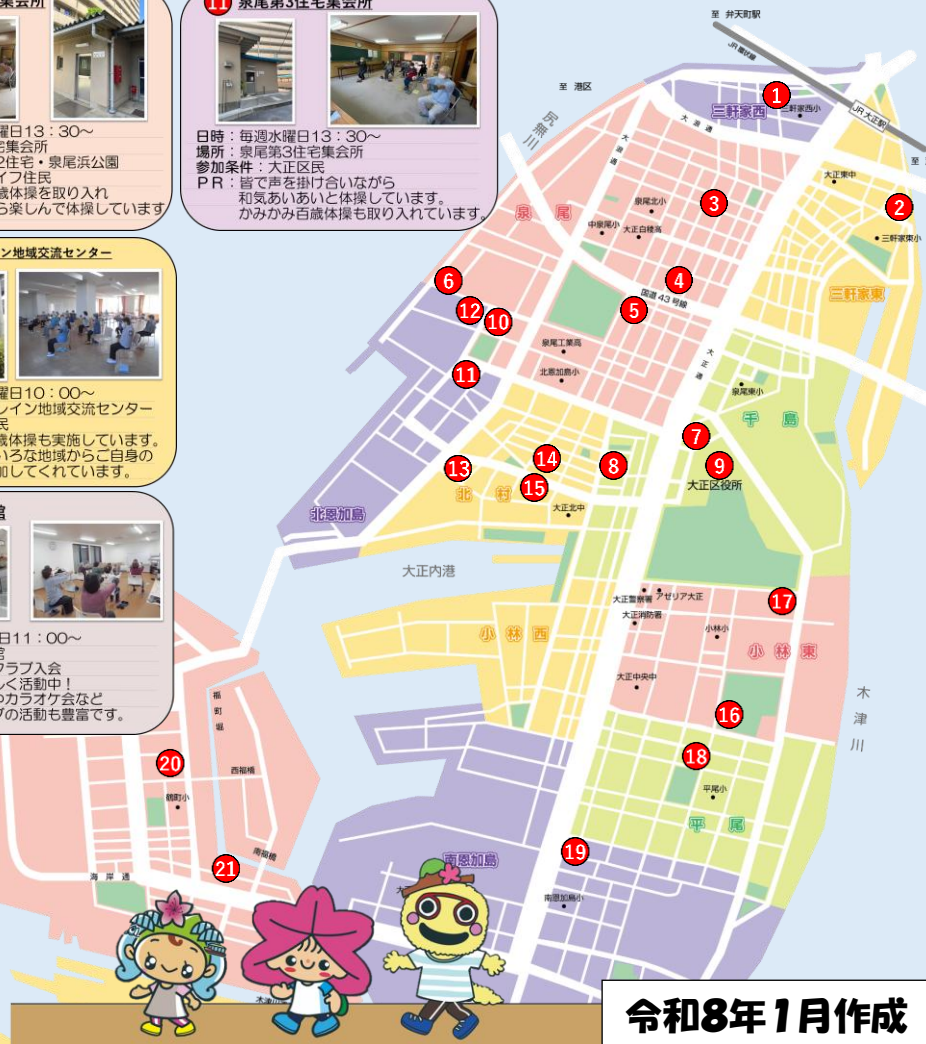 集会所
曜日13：30～
宅集会所
2住宅・泉尾浜公園
イフ住民
歳体操を取り入れ
ら楽しんで体操しています
11 泉尾第3住宅集会所
日時：毎週水曜日13：30～
場所：泉尾第3住宅集会所
参加条件：大正区民
ＰＲ：皆で声を掛け合いながら
和気あいあいと体操しています。
かみかみ百歳体操も取り入れています。
ン地域交流センター
曜日10：00～
レイン地域交流センター
民
歳体操も実施しています。
いろな地域からご自身の
加してくれています。
館
日11：00～
館
クラブ入会
しく活動中！
やカラオケ会など
ブの活動も豊富です。
至 弁天町駅
JR環状線
至 港区
尻無川
三軒家西
1
三軒家西小
JR大正駅
至
大浪通
大浪通
大正東中
2
三軒家東小
三軒家東
泉尾
泉尾北小
3
中泉尾小
大正白稜高
4
国道43号線
5
6
12
10
泉尾工業高
北恩加島小
大正通
11
泉尾東小
千島
7
8
9
大正区役所
13
14
15
北村
大正北中
北恩加島
大正内港
小林西
大正警察署
アゼリア大正
大正消防署
小林小
17
小林東
大正中央中
16
木津川
18
平尾小
平尾
福町堀
20
西福橋
鶴町小
南福橋
21
海岸通
19
南恩加島
南恩加島小
令和8年1月作成